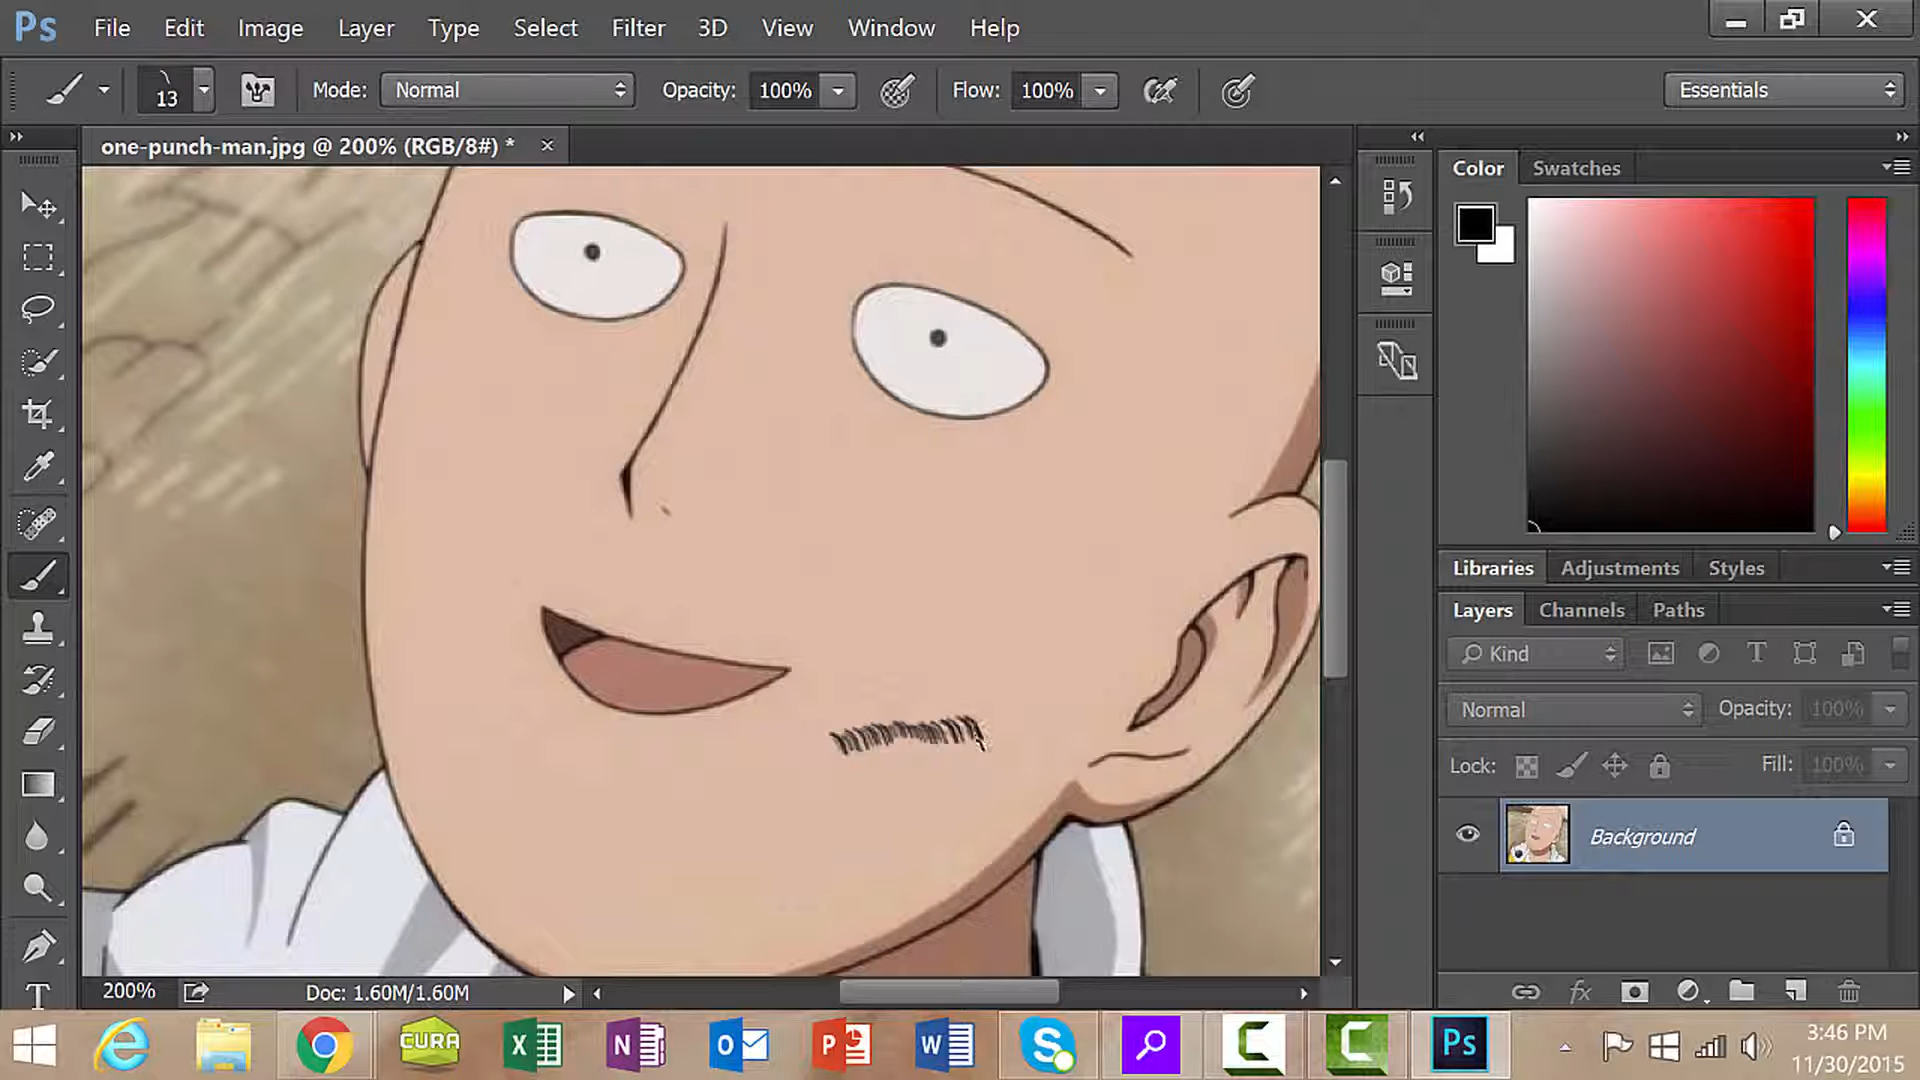 Ps File Edit Image Layer Type Select Filter 3D View Window Help
13 Mode: Normal Opacity: 100% Flow: 100% Essentials
one-punch-man.jpg @ 200% (RGB/8#) * ×
Color Swatches
Libraries Adjustments Styles
Layers Channels Paths
Kind T
Normal Opacity: 100%
Lock: Fill: 100%
Background
T
200% Doc: 1.60M/1.60M
fx
CURA X N O P W S C C Ps
3:46 PM
11/30/2015